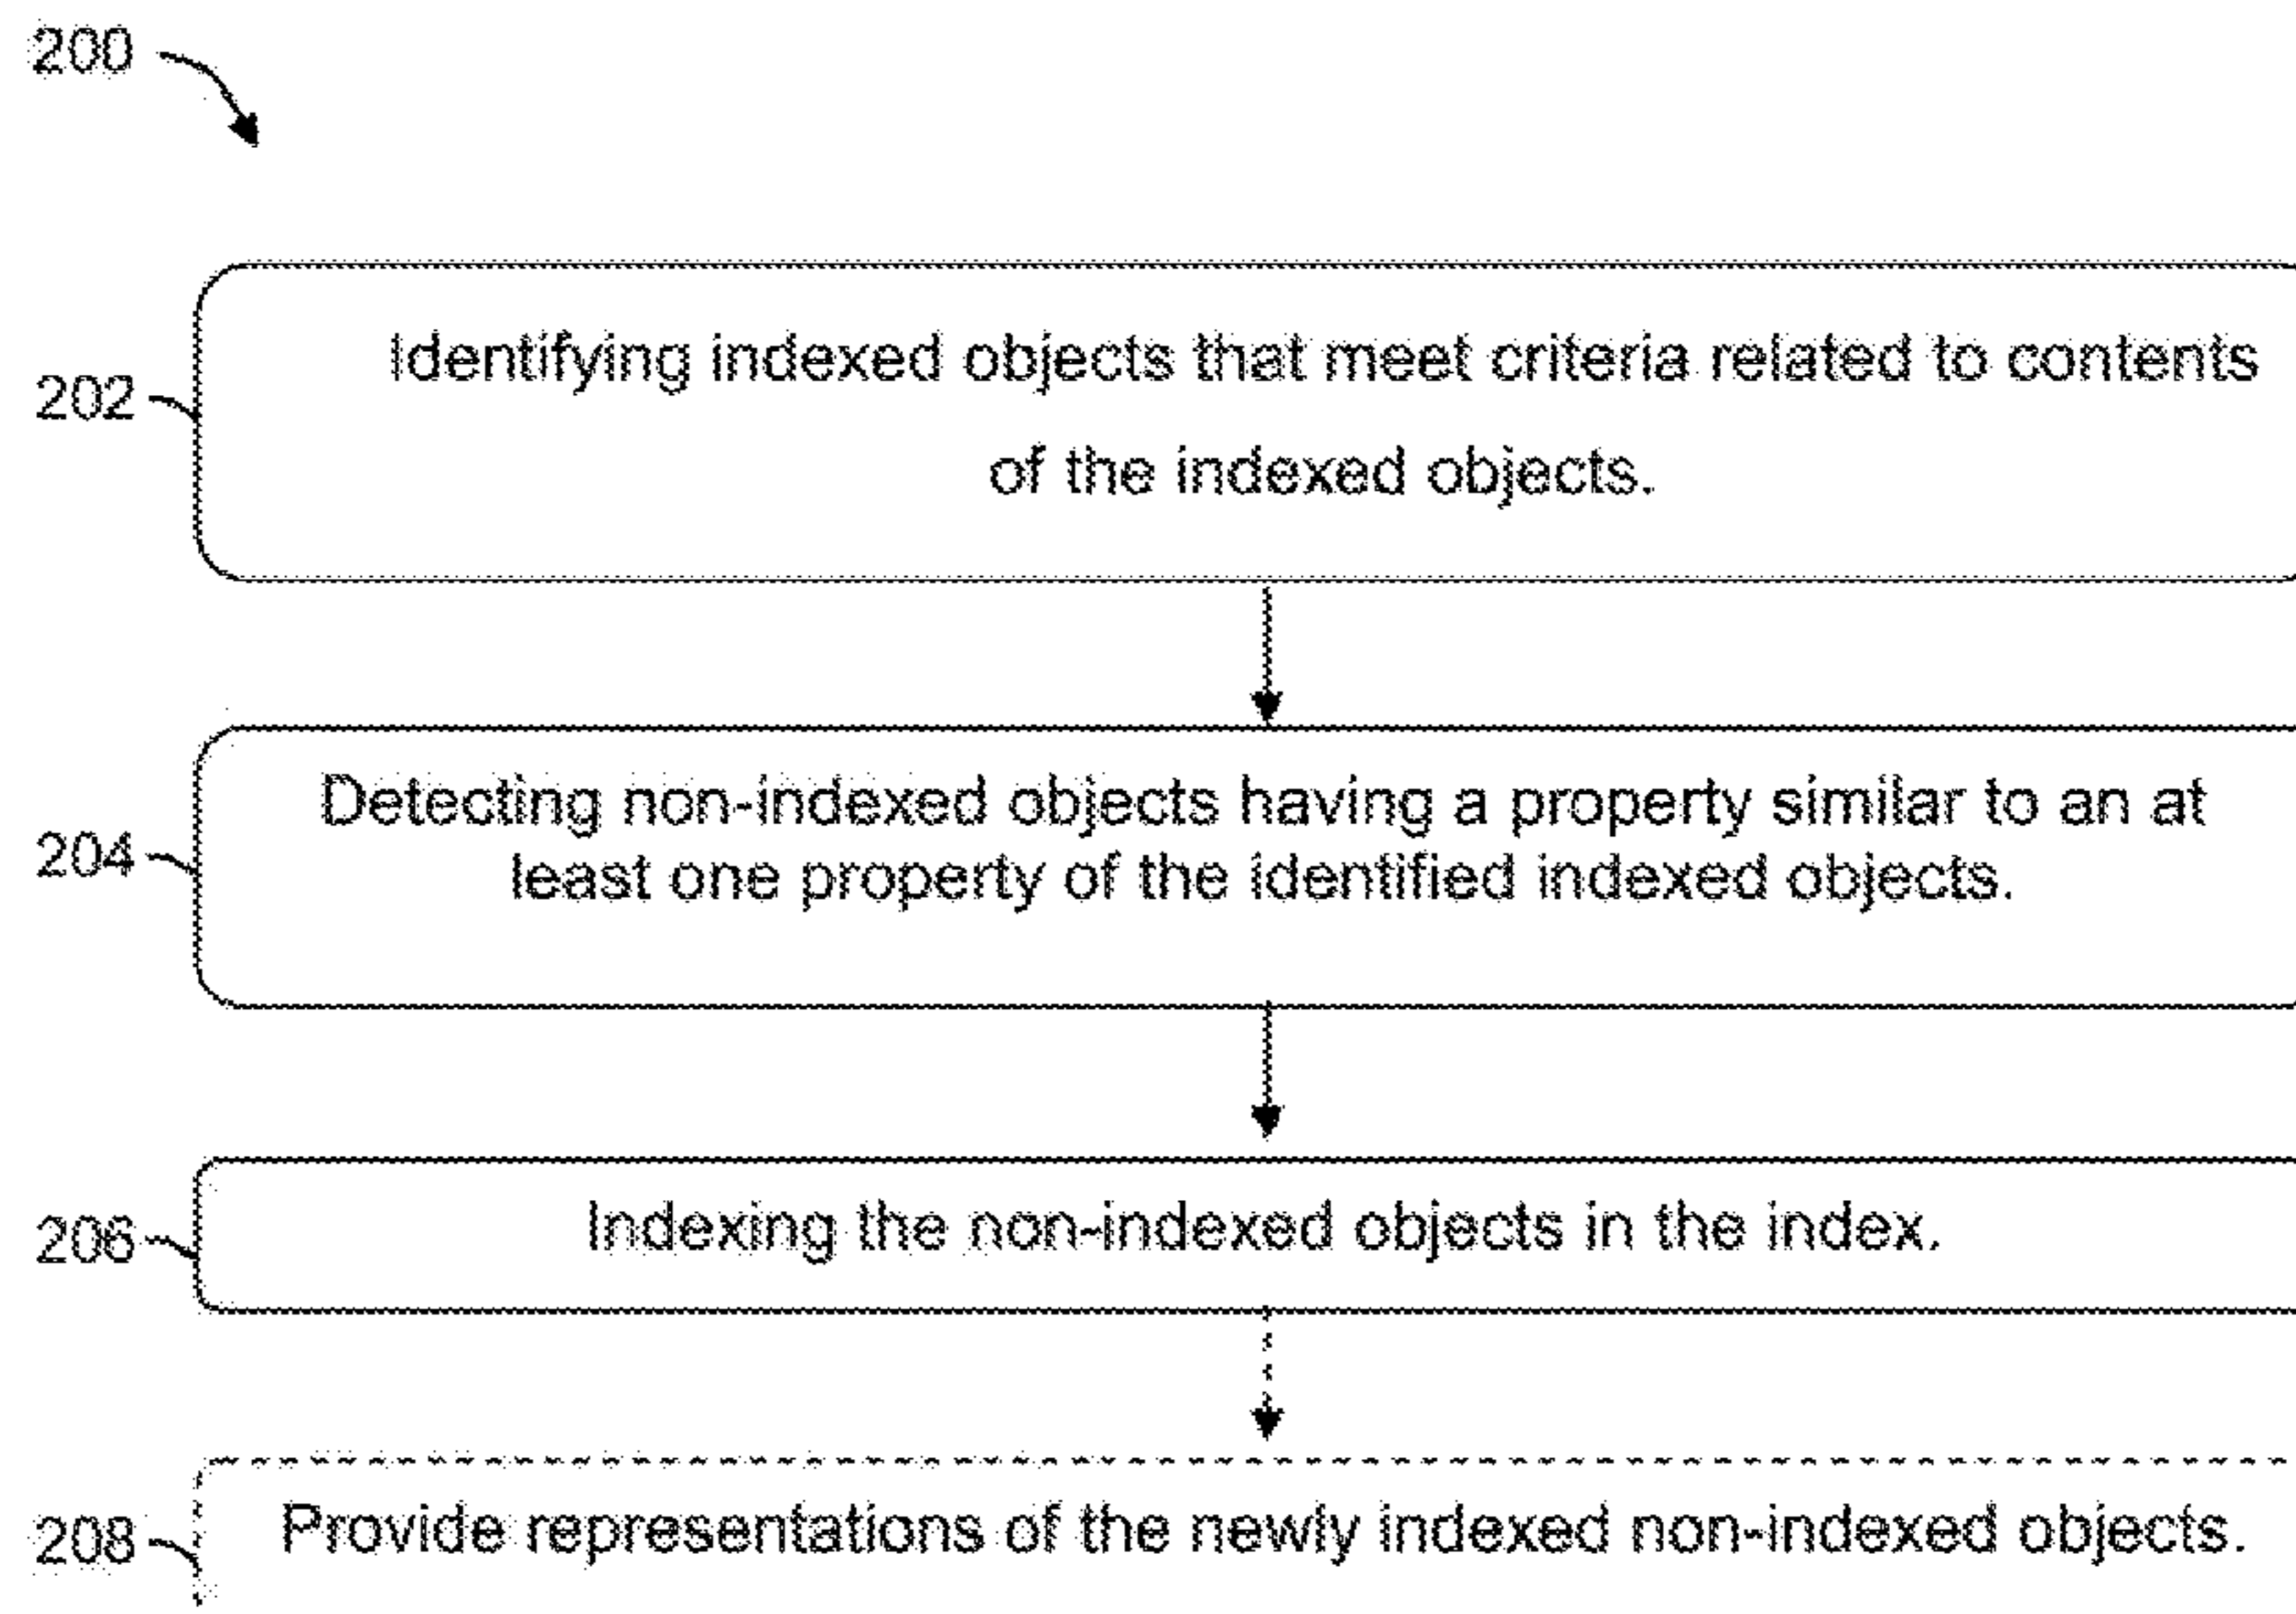 200
202
Identifying indexed objects that meet criteria related to contents
of the indexed objects.
204
Detecting non-indexed objects having a property similar to an at
least one property of the identified indexed objects.
206
Indexing the non-indexed objects in the index.
208
Provide representations of the newly indexed non-indexed objects.